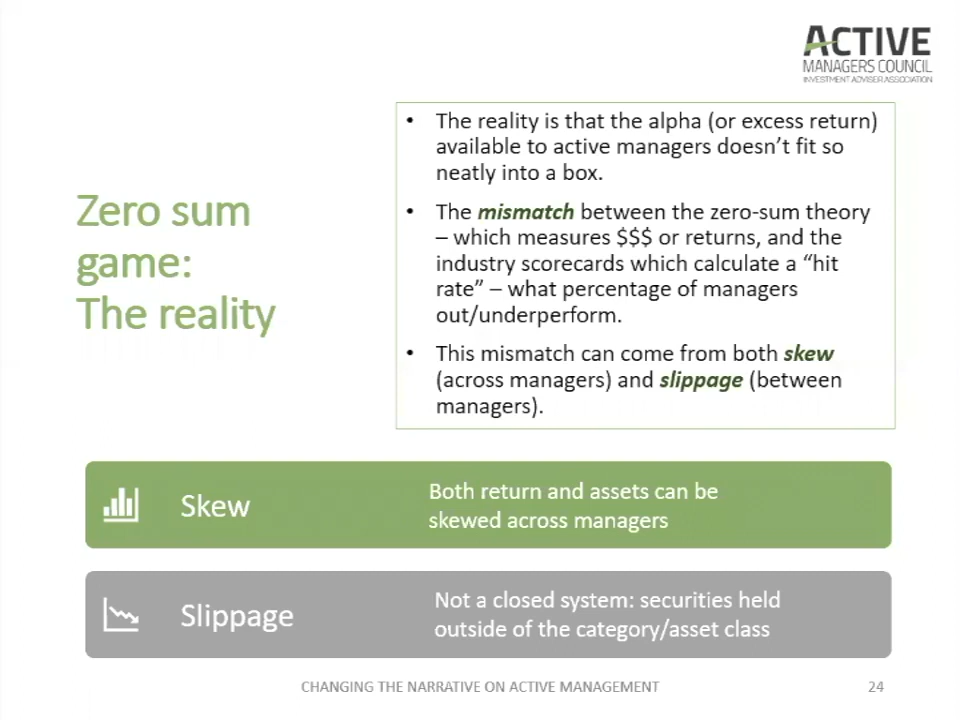 ACTIVE
MANAGERS COUNCIL
INVESTMENT ADVISER ASSOCIATION
Zero sum
game:
The reality
• The reality is that the alpha (or excess return)
available to active managers doesn’t fit so
neatly into a box.
• The mismatch between the zero-sum theory
– which measures $$$ or returns, and the
industry scorecards which calculate a “hit
rate” – what percentage of managers
out/underperform.
• This mismatch can come from both skew
(across managers) and slippage (between
managers).
Skew
Both return and assets can be
skewed across managers
Slippage
Not a closed system: securities held
outside of the category/asset class
CHANGING THE NARRATIVE ON ACTIVE MANAGEMENT
24